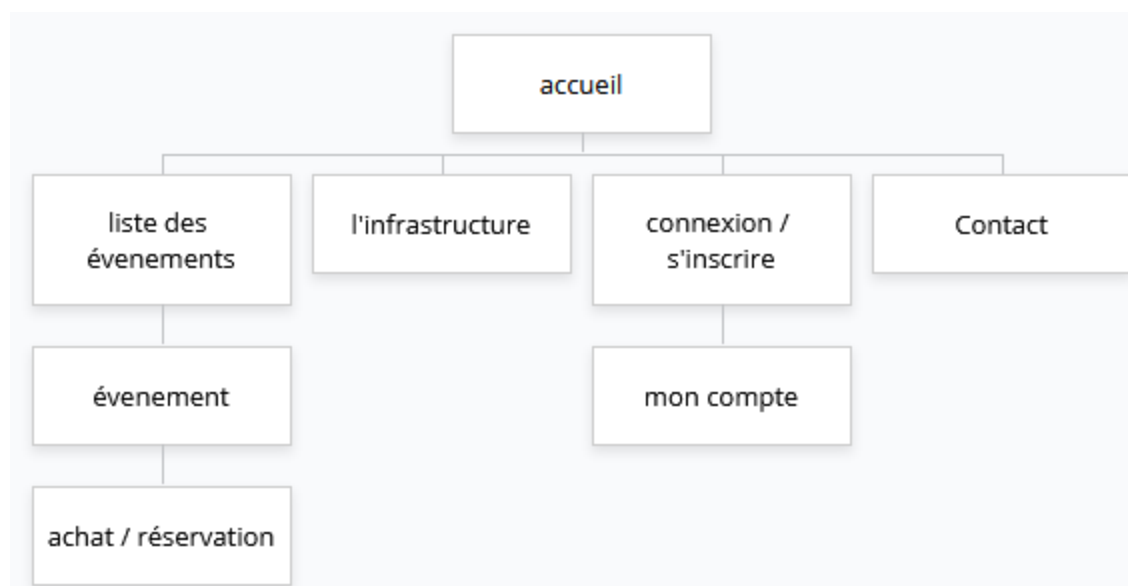 accueil
liste des
évenements
l'infrastructure
connexion /
s'inscrire
Contact
évenement
mon compte
achat / réservation